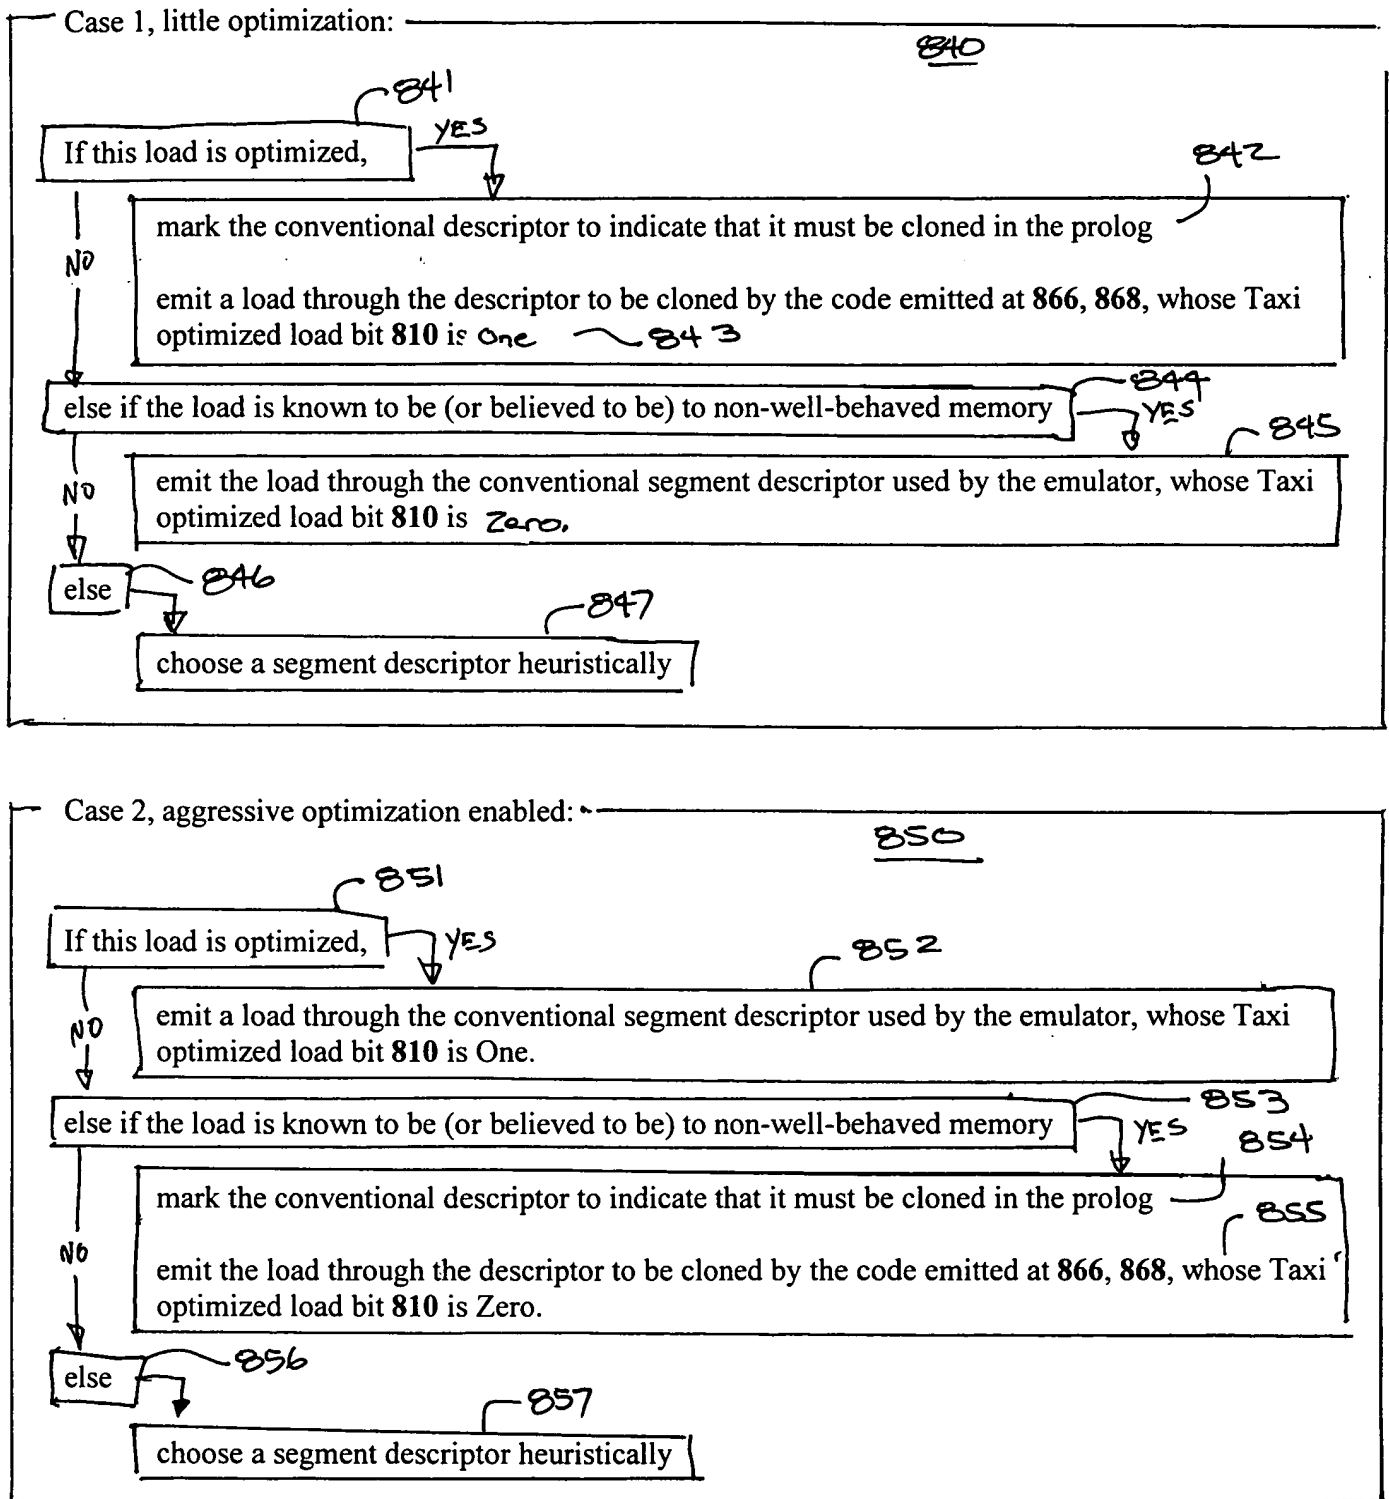 Case 1, little optimization:
840
841
If this load is optimized,
YES
842
mark the conventional descriptor to indicate that it must be cloned in the prolog
NO
emit a load through the descriptor to be cloned by the code emitted at 866, 868, whose Taxi
optimized load bit 810 is One 843
844
else if the load is known to be (or believed to be) to non-well-behaved memory
YES
845
NO
emit the load through the conventional segment descriptor used by the emulator, whose Taxi
optimized load bit 810 is Zero.
else
846
847
choose a segment descriptor heuristically
Case 2, aggressive optimization enabled:
850
851
If this load is optimized,
YES
852
NO
emit a load through the conventional segment descriptor used by the emulator, whose Taxi
optimized load bit 810 is One.
853
else if the load is known to be (or believed to be) to non-well-behaved memory
YES
854
mark the conventional descriptor to indicate that it must be cloned in the prolog
855
NO
emit the load through the descriptor to be cloned by the code emitted at 866, 868, whose Taxi
optimized load bit 810 is Zero.
else
856
857
choose a segment descriptor heuristically